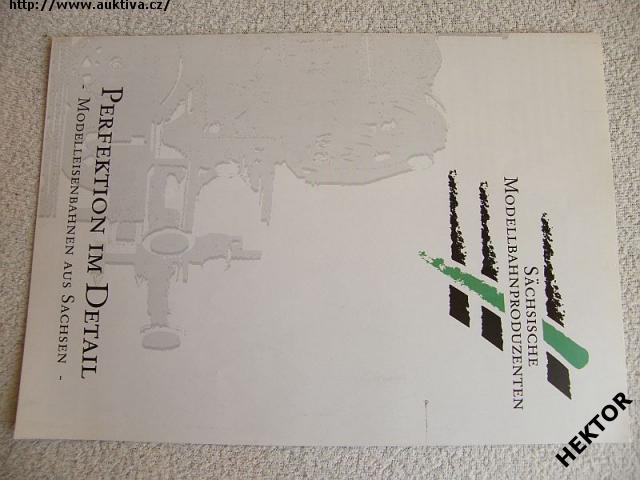 http://www.auktiva.cz/
SÄCHSISCHE
MODELLBAHNPRODUZENTEN
PERFEKTION IM DETAIL
- MODELLEISENBAHNEN AUS SACHSEN -
HEKTOR